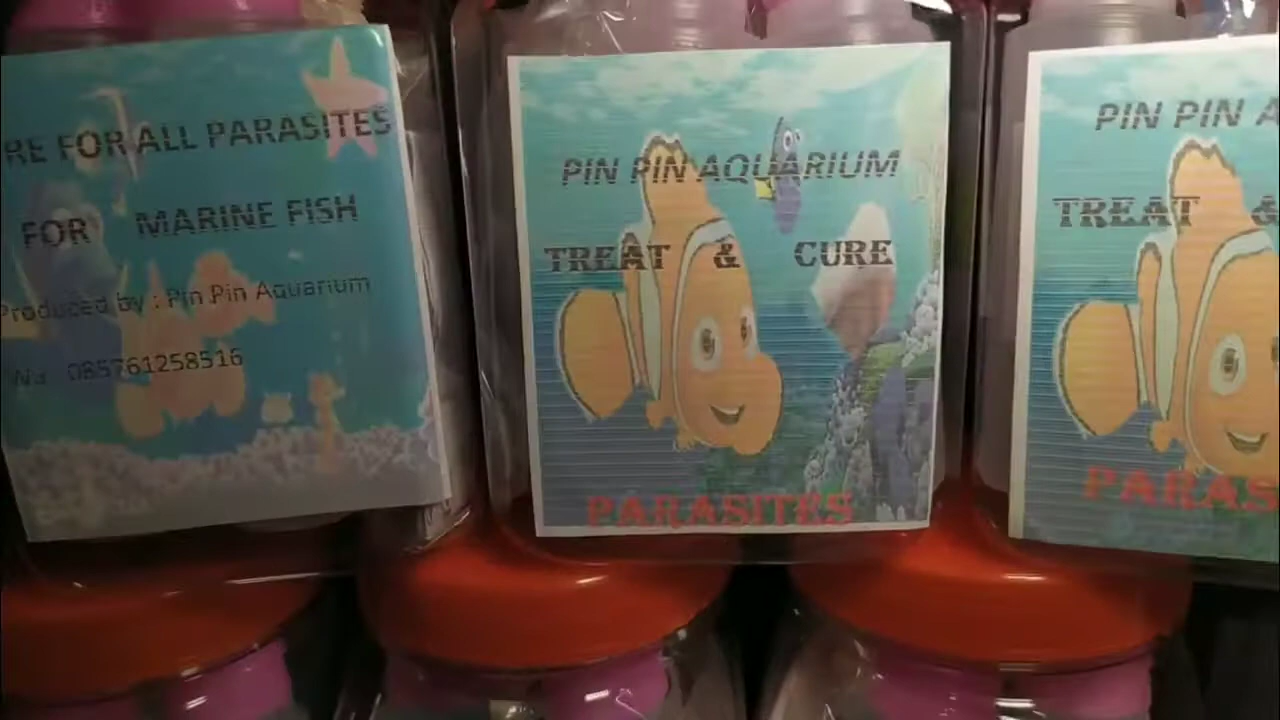 RE FOR ALL PARASITES
FOR MARINE FISH
Produced by : Pin Pin Aquarium
085761258516
PIN PIN AQUARIUM
TREAT & CURE
PARASITES
PIN PIN A
TREAT &
PARAS